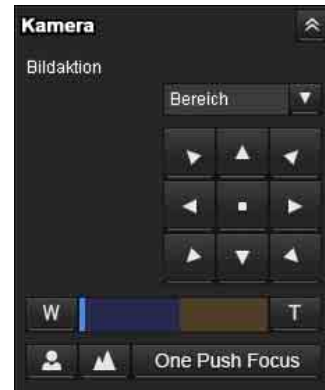 Kamera
Bildaktion
Bereich
W T
One Push Focus